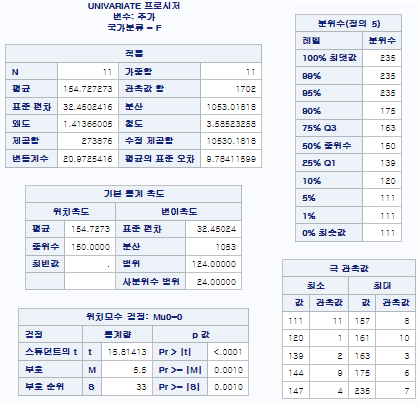 UNIVARIATE 프로시저
변수: 주가
국가분류 = F
적률
N 11 가중합 11
평균 154.727273 관측값 합 1702
표준 편차 32.4502416 분산 1053.01818
왜도 1.41366005 첨도 3.58523258
제곱합 273876 수정 제곱합 10530.1818
변동계수 20.9725416 평균의 표준 오차 9.78411599
기본 통계 측도
위치측도 변이측도
평균 154.7273 표준 편차 32.45024
중위수 150.0000 분산 1053
최빈값 . 범위 124.00000
사분위수 범위 24.00000
위치모수 검정: Mu0=0
검정 통계량 p 값
스튜던트의 t t 15.81413 Pr > |t| <.0001
부호 M 5.5 Pr >= |M| 0.0010
부호 순위 S 33 Pr >= |S| 0.0010
분위수(정의 5)
레벨 분위수
100% 최댓값 235
99% 235
95% 235
90% 175
75% Q3 163
50% 중위수 150
25% Q1 139
10% 120
5% 111
1% 111
0% 최솟값 111
극 관측값
최소 최대
값 관측값 값 관측값
111 11 157 8
120 1 161 10
139 2 163 3
144 9 175 6
147 4 235 7